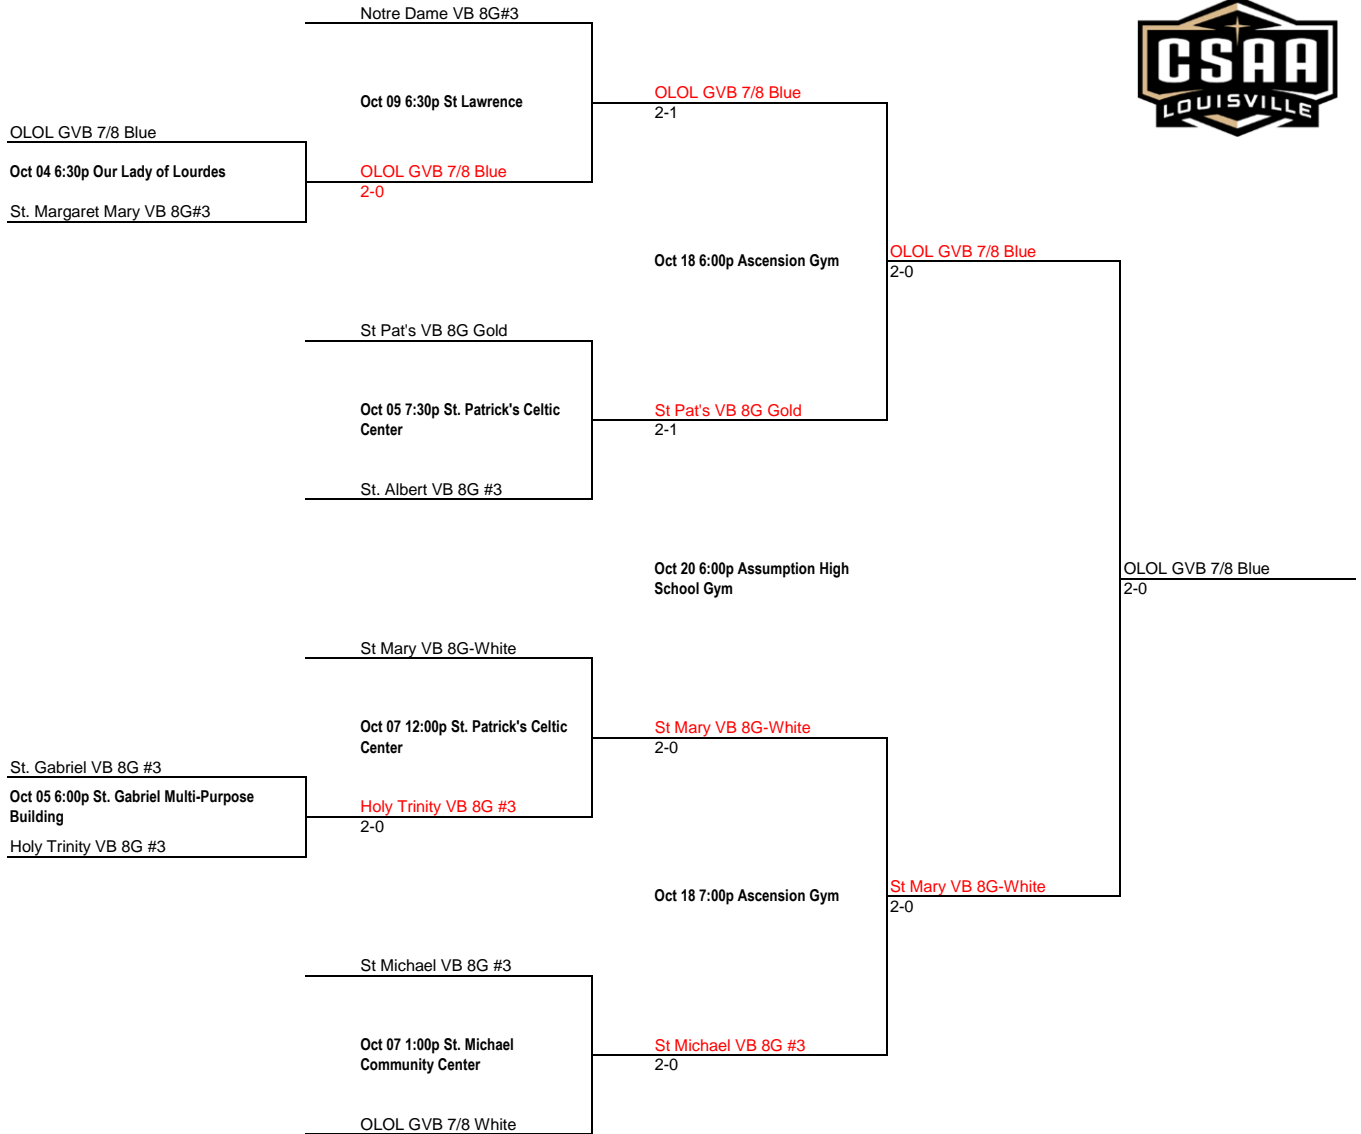 Notre Dame VB 8G#3
CSAA
LOUISVILLE
Oct 09 6:30p St Lawrence
OLOL GVB 7/8 Blue
2-1
OLOL GVB 7/8 Blue
Oct 04 6:30p Our Lady of Lourdes
OLOL GVB 7/8 Blue
2-0
St. Margaret Mary VB 8G#3
Oct 18 6:00p Ascension Gym
OLOL GVB 7/8 Blue
2-0
St Pat's VB 8G Gold
Oct 05 7:30p St. Patrick's Celtic
Center
St Pat's VB 8G Gold
2-1
St. Albert VB 8G #3
Oct 20 6:00p Assumption High
School Gym
OLOL GVB 7/8 Blue
2-0
St Mary VB 8G-White
Oct 07 12:00p St. Patrick's Celtic
Center
St Mary VB 8G-White
2-0
St. Gabriel VB 8G #3
Oct 05 6:00p St. Gabriel Multi-Purpose
Building
Holy Trinity VB 8G #3
2-0
Holy Trinity VB 8G #3
Oct 18 7:00p Ascension Gym
St Mary VB 8G-White
2-0
St Michael VB 8G #3
Oct 07 1:00p St. Michael
Community Center
St Michael VB 8G #3
2-0
OLOL GVB 7/8 White